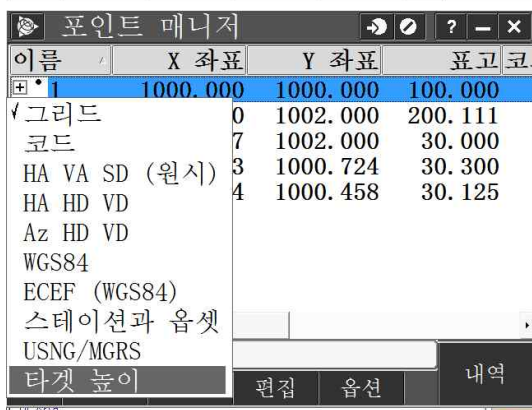 포인트 매니저 ? – ×
이름 X 좌표 Y 좌표 표고 코
1 1000.000 1000.000 100.000
0 1002.000 200.111
7 1002.000 30.000
3 1000.724 30.300
4 1000.458 30.125
그리드
코드
HA VA SD (원시)
HA HD VD
Az HD VD
WGS84
ECEF (WGS84)
스테이션과 옵셋
USNG/MGRS
타겟 높이
편집 옵션 내역